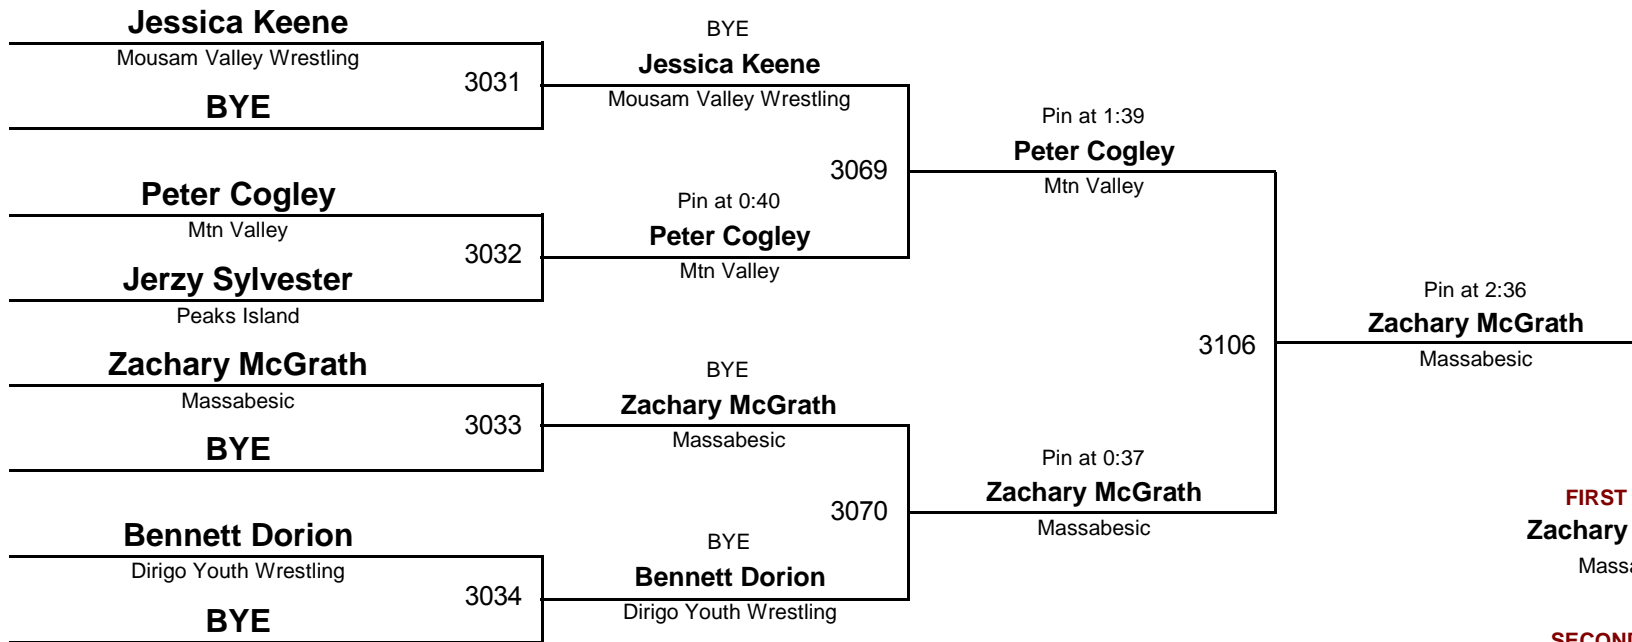 Jessica Keene
Mousam Valley Wrestling
3031
BYE
Peter Cogley
Mtn Valley
3032
Jerzy Sylvester
Peaks Island
Zachary McGrath
Massabesic
3033
BYE
Bennett Dorion
Dirigo Youth Wrestling
3034
BYE
BYE
Jessica Keene
Mousam Valley Wrestling
3069
Pin at 0:40
Peter Cogley
Mtn Valley
BYE
Zachary McGrath
Massabesic
3070
BYE
Bennett Dorion
Dirigo Youth Wrestling
Pin at 1:39
Peter Cogley
Mtn Valley
3106
Pin at 0:37
Zachary McGrath
Massabesic
Pin at 2:36
Zachary McGrath
Massabesic
FIRST
Zachary
Massa
SECOND